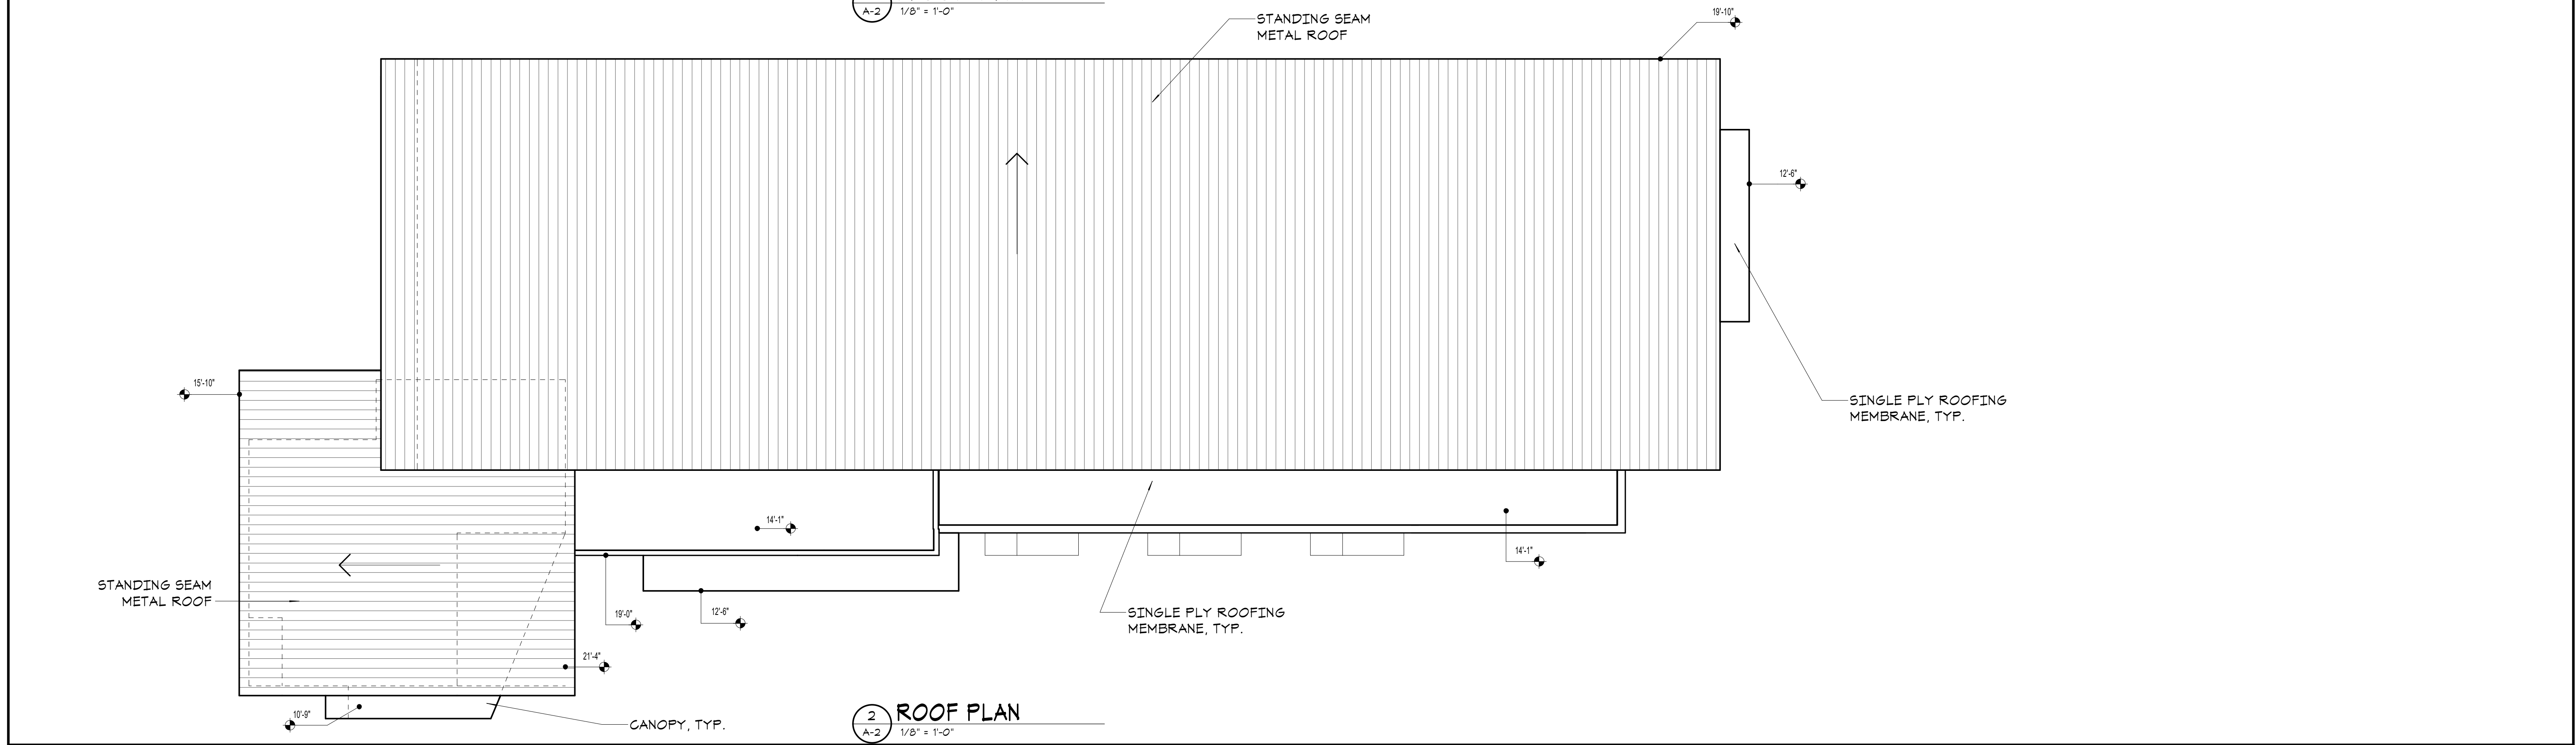 A-2
1/8" = 1'-0"
STANDING SEAM
METAL ROOF
19'-10"
12'-6"
15'-10"
SINGLE PLY ROOFING
MEMBRANE, TYP.
14'-1"
14'-1"
STANDING SEAM
METAL ROOF
19'-0"
12'-6"
SINGLE PLY ROOFING
MEMBRANE, TYP.
21'-4"
10'-9"
CANOPY, TYP.
2
ROOF PLAN
A-2
1/8" = 1'-0"